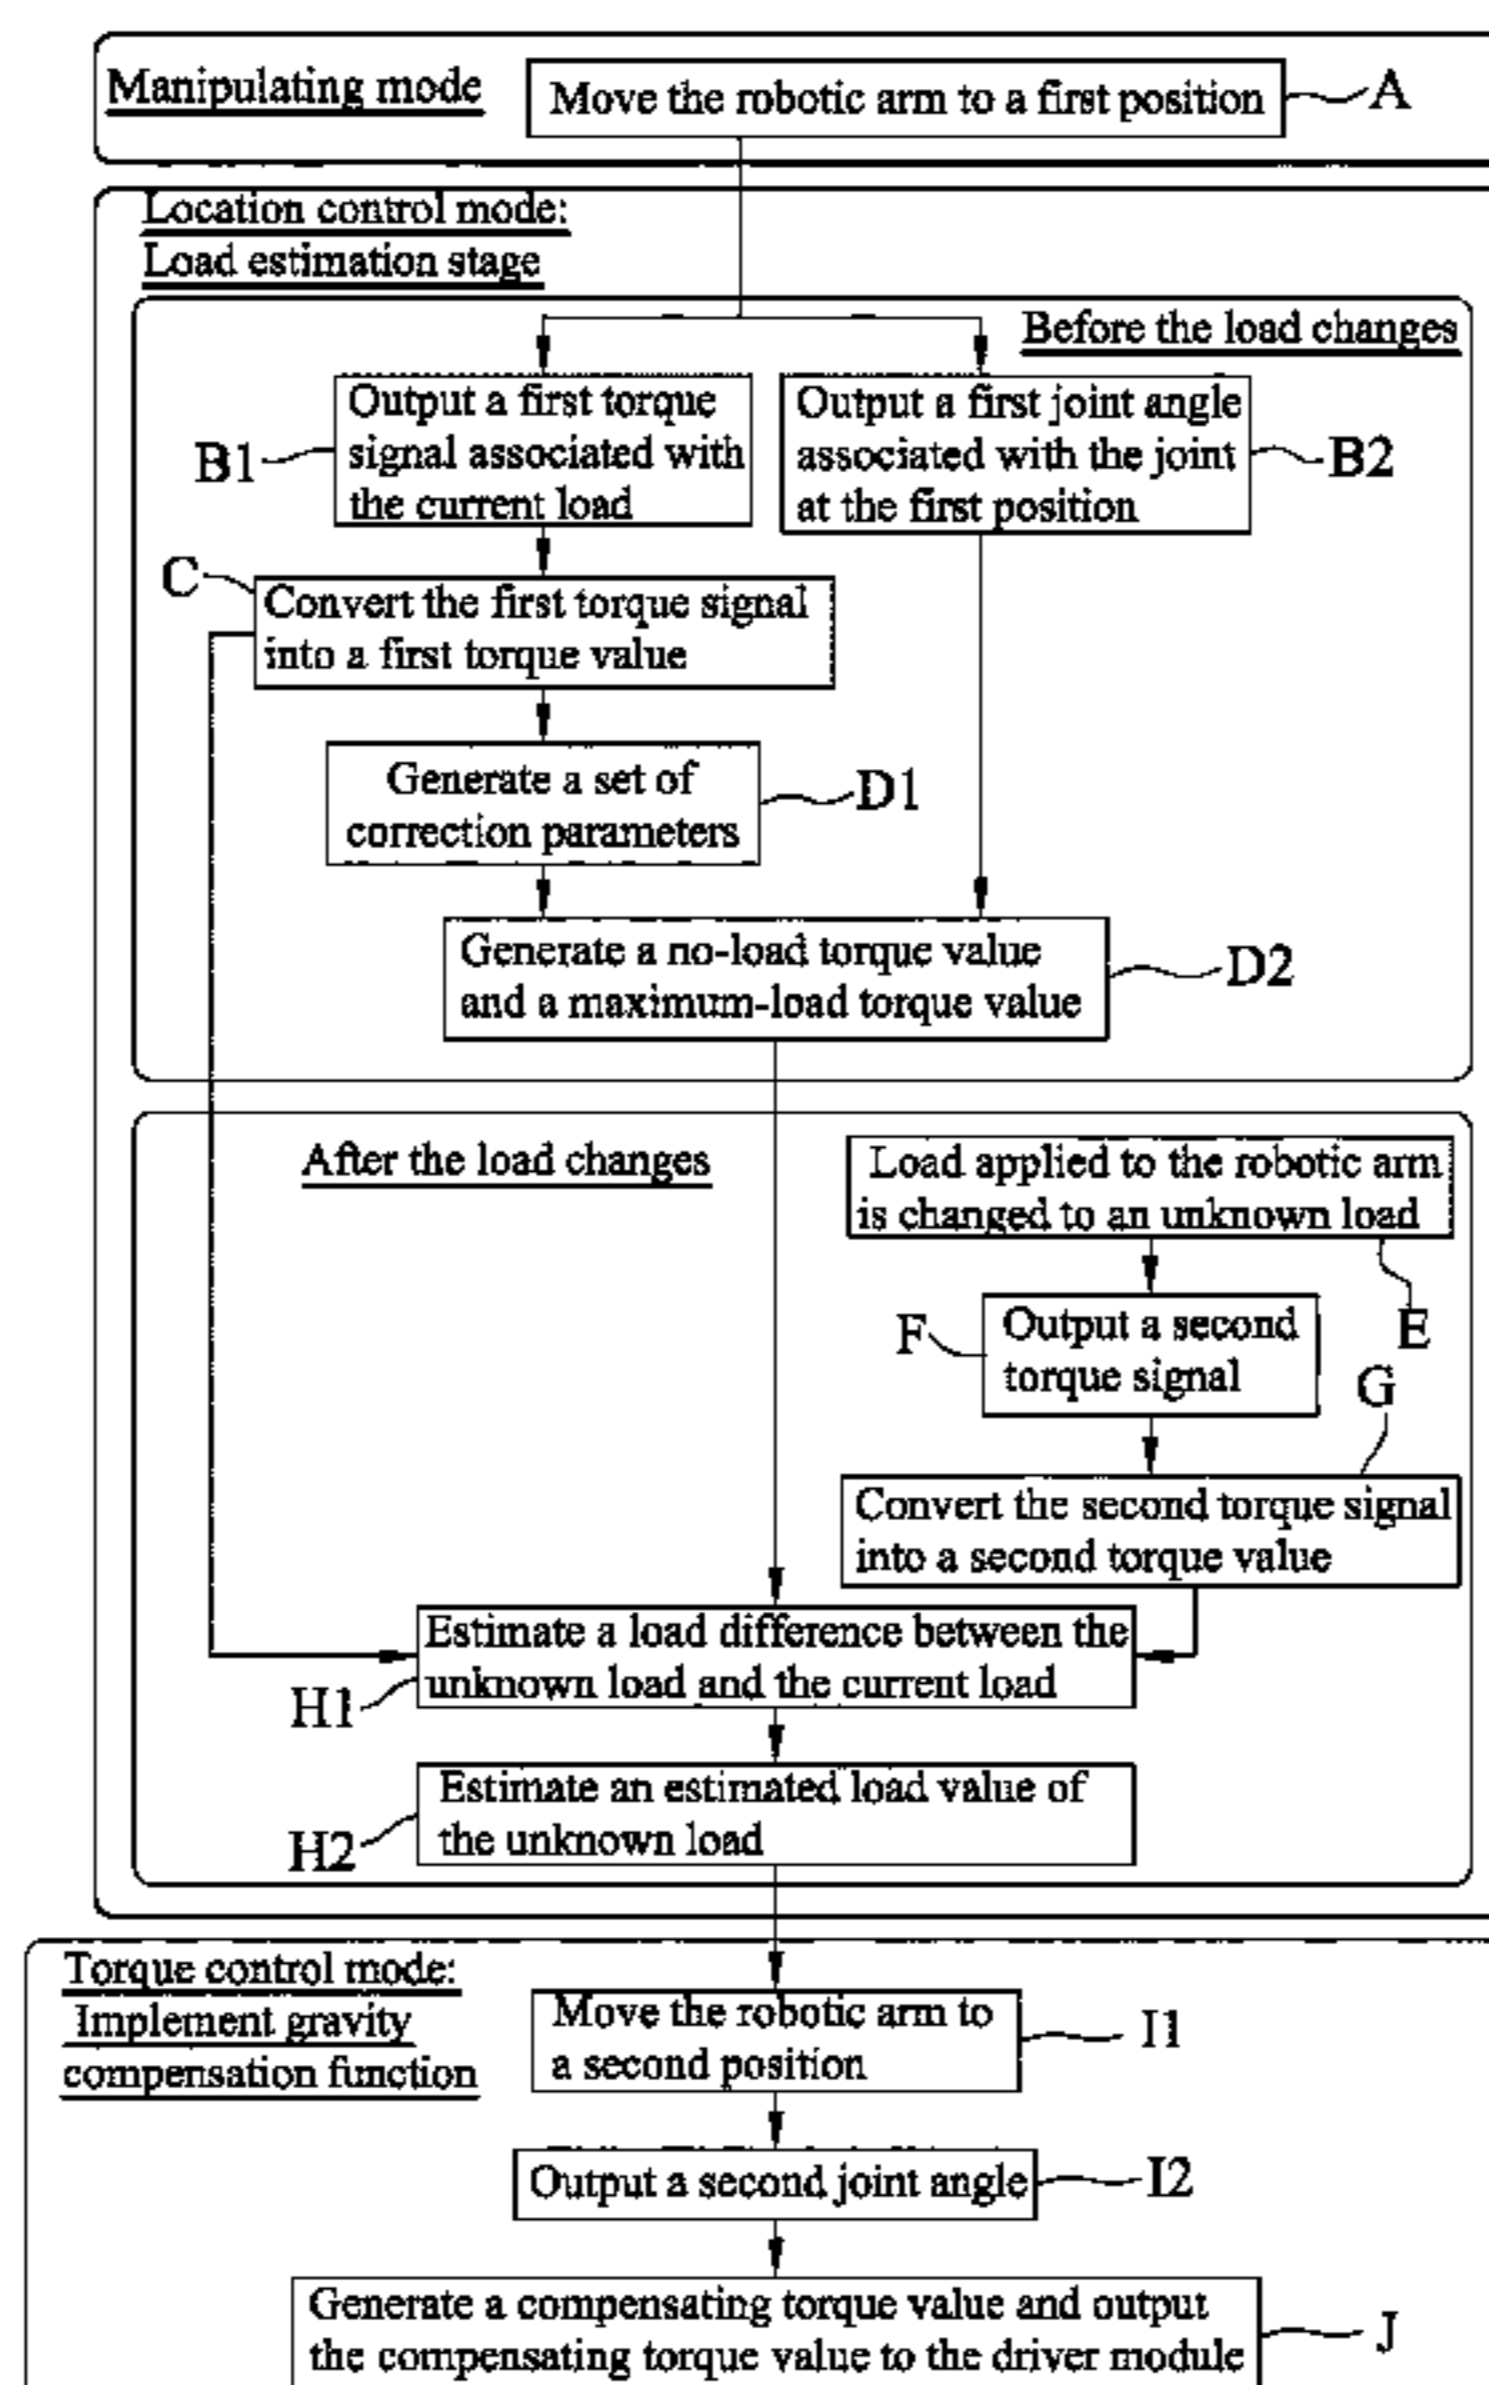 Manipulating mode
Move the robotic arm to a first position
A
Location control mode:
Load estimation stage
Before the load changes
Output a first torque
signal associated with
the current load
B1
Output a first joint angle
associated with the joint
at the first position
B2
C
Convert the first torque signal
into a first torque value
Generate a set of
correction parameters
D1
Generate a no-load torque value
and a maximum-load torque value
D2
After the load changes
Load applied to the robotic arm
is changed to an unknown load
E
F
Output a second
torque signal
G
Convert the second torque signal
into a second torque value
Estimate a load difference between the
unknown load and the current load
H1
Estimate an estimated load value of
the unknown load
H2
Torque control mode:
Implement gravity
compensation function
Move the robotic arm to
a second position
I1
Output a second joint angle
I2
Generate a compensating torque value and output
the compensating torque value to the driver module
J